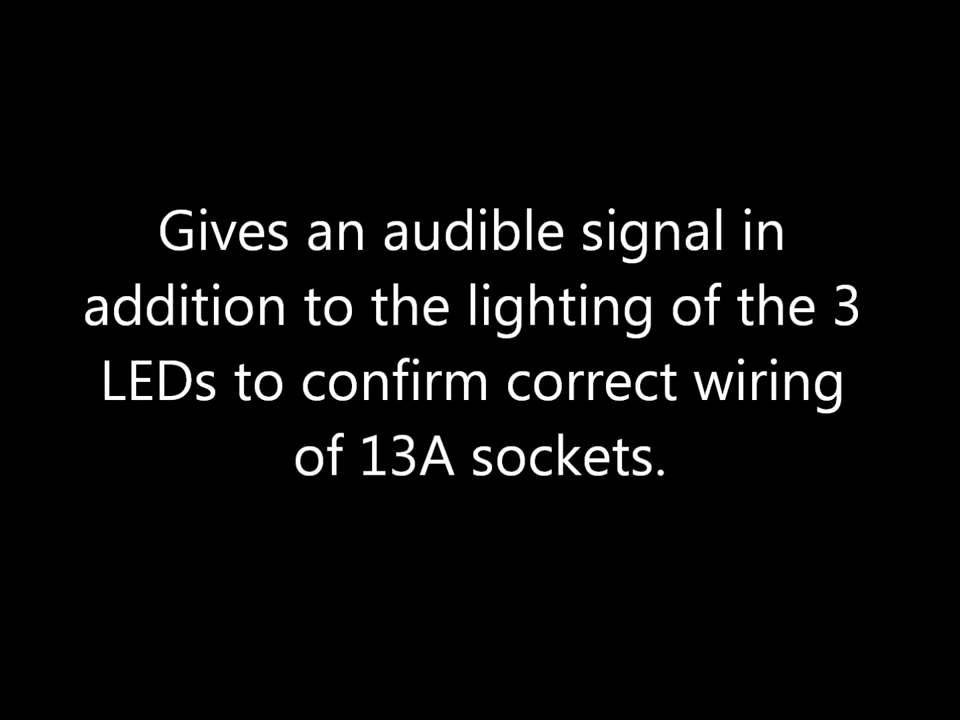 Gives an audible signal in
addition to the lighting of the 3
LEDs to confirm correct wiring
of 13A sockets.